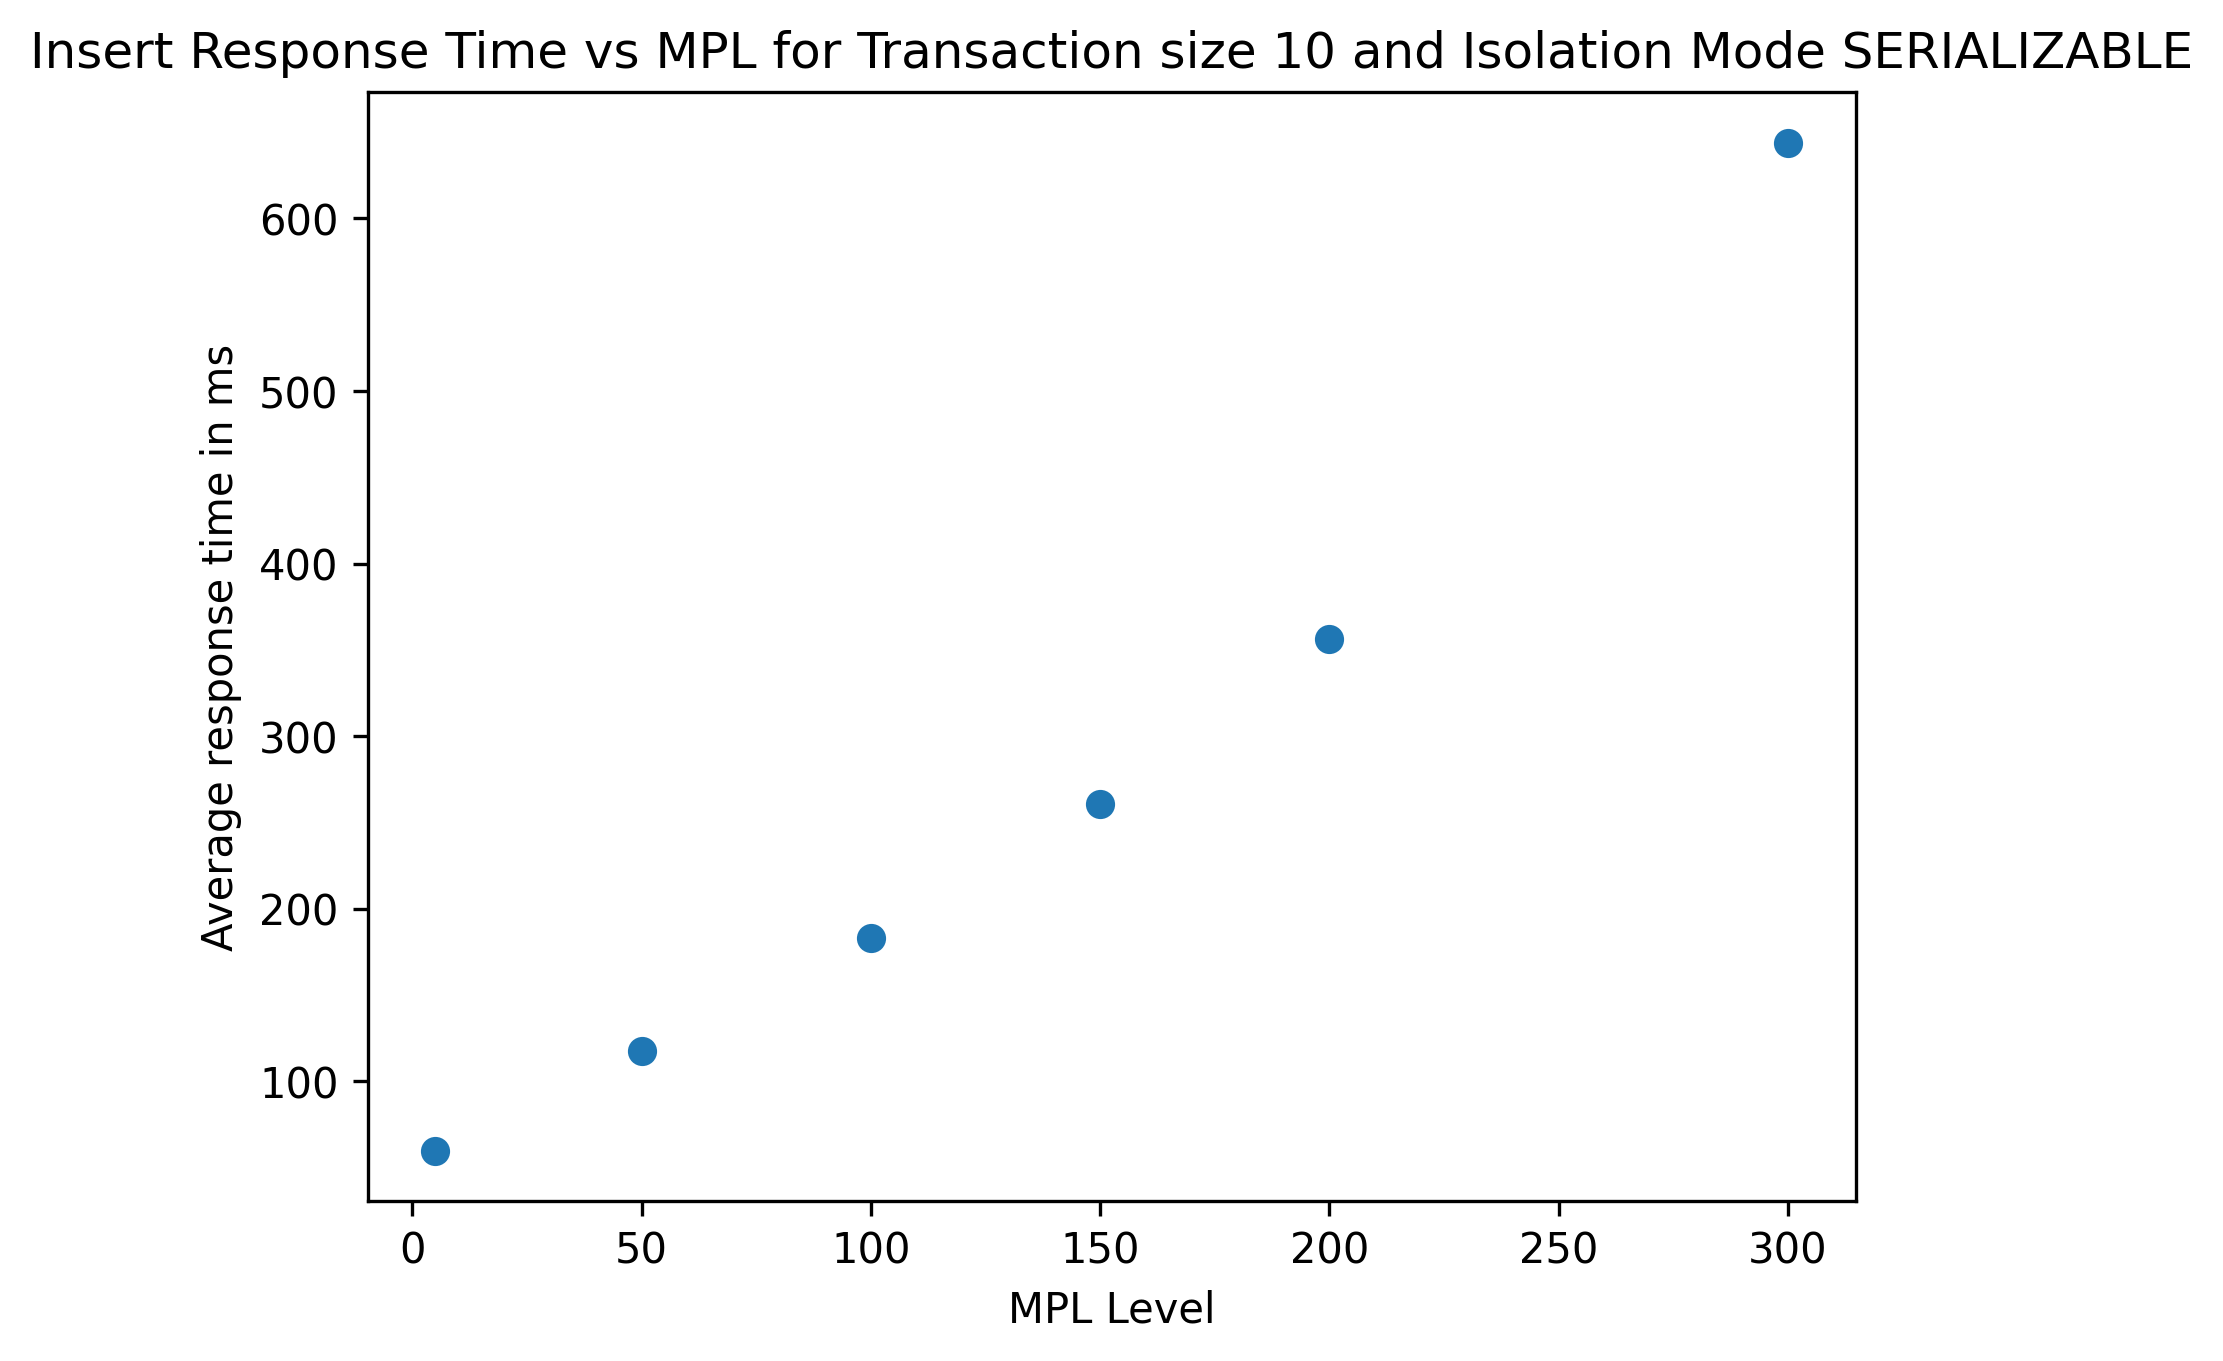 Insert Response Time vs MPL for Transaction size 10 and Isolation Mode SERIALIZABLE
600
500
400
300
200
100
Average response time in ms
0 50 100 150 200 250 300
MPL Level